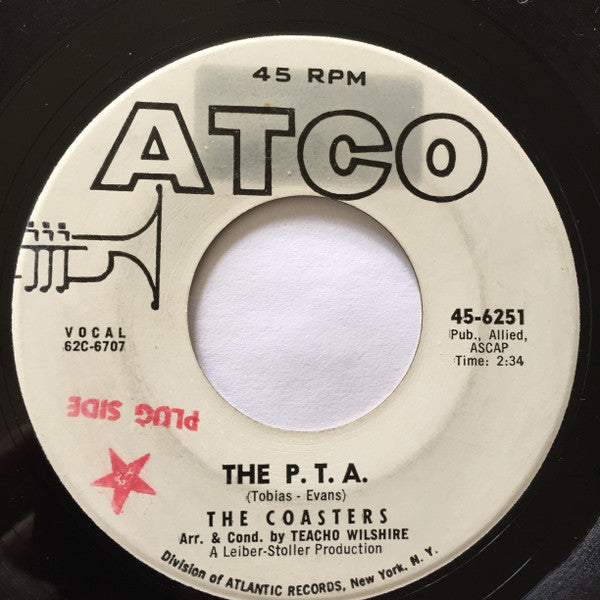 45 RPM
ATCO
VOCAL
62C-6707
45-6251
Pub., Allied,
ASCAP
Time: 2:34
PLUG SIDE
THE P. T. A.
(Tobias - Evans)
THE COASTERS
Arr. & Cond. by TEACHO WILSHIRE
A Leiber-Stoller Production
Division of ATLANTIC RECORDS, New York, N. Y.